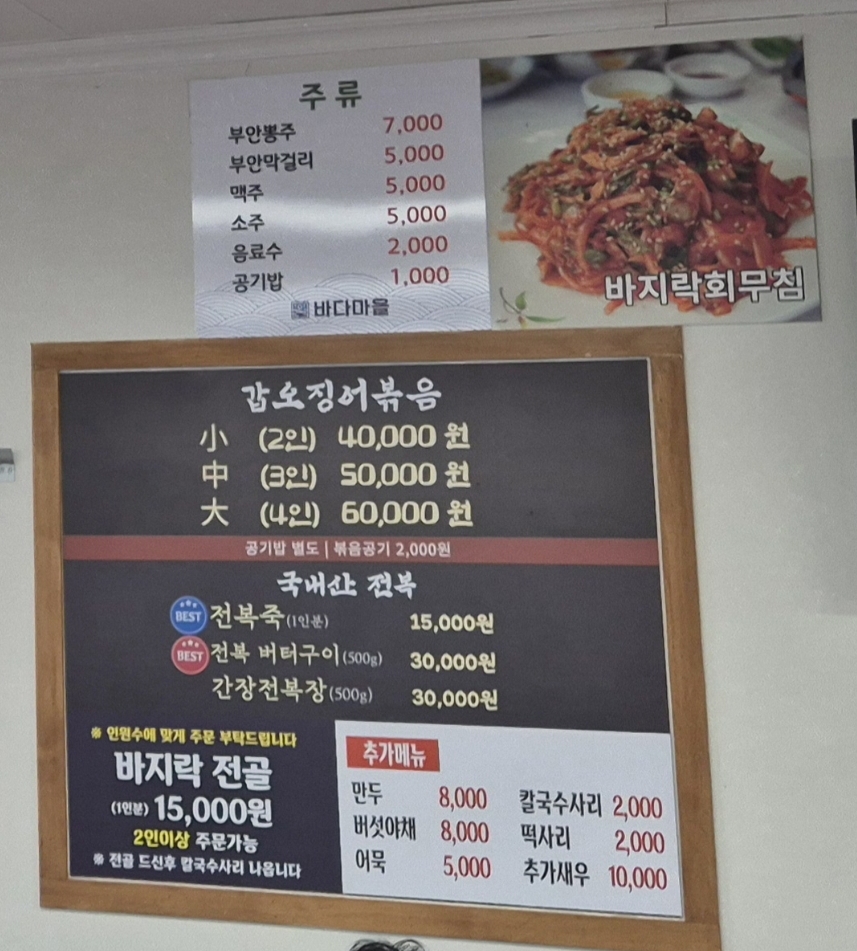 주류
부안뽕주 7,000
부안막걸리 5,000
맥주 5,000
소주 5,000
음료수 2,000
공기밥 1,000
바다마을
바지락회무침
갑오징어볶음
小 (2인) 40,000 원
中 (3인) 50,000 원
大 (4인) 60,000 원
공기밥 별도 | 볶음공기 2,000원
국내산 전복
BEST 전복죽(1인분) 15,000원
BEST 전복 버터구이(500g) 30,000원
간장전복장(500g) 30,000원
※ 인원수에 맞게 주문 부탁드립니다
바지락 전골
(1인분) 15,000원
2인이상 주문가능
※ 전골 드신후 칼국수사리 나옵니다
추가메뉴
만두 8,000 칼국수사리 2,000
버섯야채 8,000 떡사리 2,000
어묵 5,000 추가새우 10,000